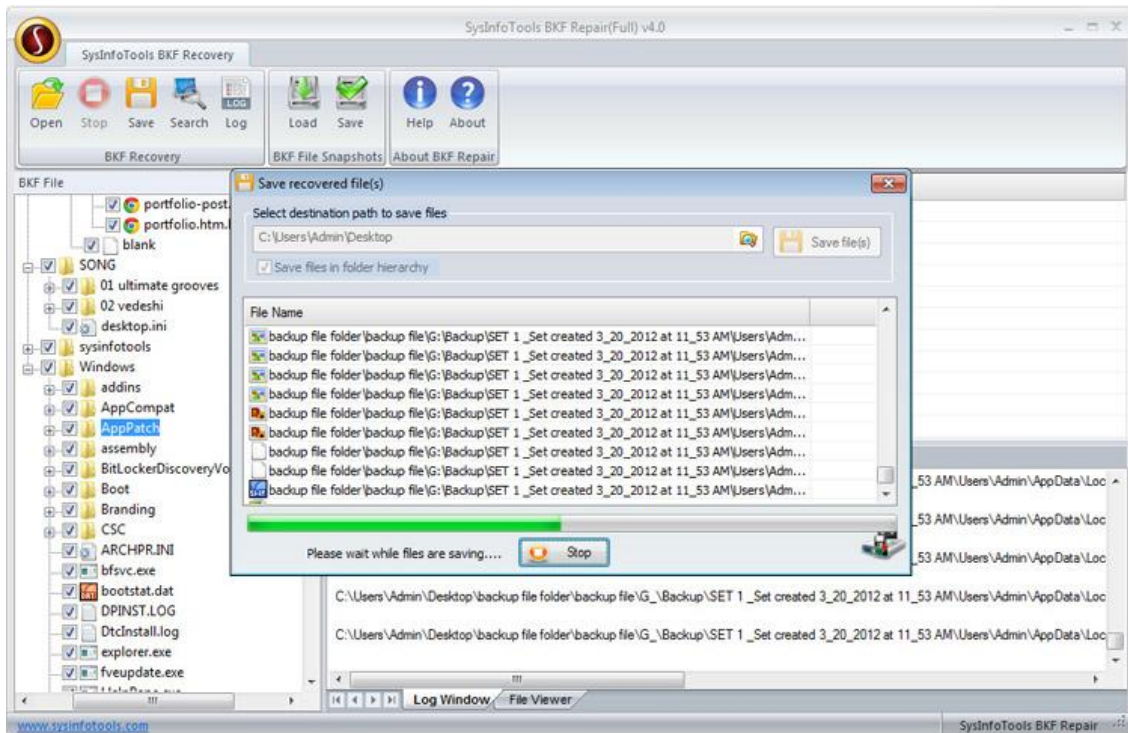 SysInfoTools BKF Repair(Full) v4.0
SysInfoTools BKF Recovery
Open Stop Save Search Log
BKF Recovery
Load Save
BKF File Snapshots
Help About
About BKF Repair
BKF File
portfolio-post.
portfolio.htm.
blank
SONG
01 ultimate grooves
02 vedeshi
desktop.ini
sysinfotools
Windows
addins
AppCompat
AppPatch
assembly
BitLockerDiscoveryVo
Boot
Branding
CSC
ARCHPR.INI
bfsvc.exe
bootstat.dat
DPINST.LOG
DtcInstall.log
explorer.exe
fveupdate.exe
Save recovered file(s)
Select destination path to save files
C:\Users\Admin\Desktop
Save file(s)
Save files in folder hierarchy
File Name
backup file folder\backup file\G:\Backup\SET 1 _Set created 3_20_2012 at 11_53 AM\Users\Adm...
backup file folder\backup file\G:\Backup\SET 1 _Set created 3_20_2012 at 11_53 AM\Users\Adm...
backup file folder\backup file\G:\Backup\SET 1 _Set created 3_20_2012 at 11_53 AM\Users\Adm...
backup file folder\backup file\G:\Backup\SET 1 _Set created 3_20_2012 at 11_53 AM\Users\Adm...
backup file folder\backup file\G:\Backup\SET 1 _Set created 3_20_2012 at 11_53 AM\Users\Adm...
backup file folder\backup file\G:\Backup\SET 1 _Set created 3_20_2012 at 11_53 AM\Users\Adm...
backup file folder\backup file\G:\Backup\SET 1 _Set created 3_20_2012 at 11_53 AM\Users\Adm...
backup file folder\backup file\G:\Backup\SET 1 _Set created 3_20_2012 at 11_53 AM\Users\Adm...
backup file folder\backup file\G:\Backup\SET 1 _Set created 3_20_2012 at 11_53 AM\Users\Adm...
Please wait while files are saving....
Stop
_53 AM\Users\Admin\AppData\Loc
_53 AM\Users\Admin\AppData\Loc
_53 AM\Users\Admin\AppData\Loc
C:\Users\Admin\Desktop\backup file folder\backup file\G_\Backup\SET 1 _Set created 3_20_2012 at 11_53 AM\Users\Admin\AppData\Loc
C:\Users\Admin\Desktop\backup file folder\backup file\G_\Backup\SET 1 _Set created 3_20_2012 at 11_53 AM\Users\Admin\AppData\Loc
Log Window File Viewer
www.sysinfotools.com
SysInfoTools BKF Repair